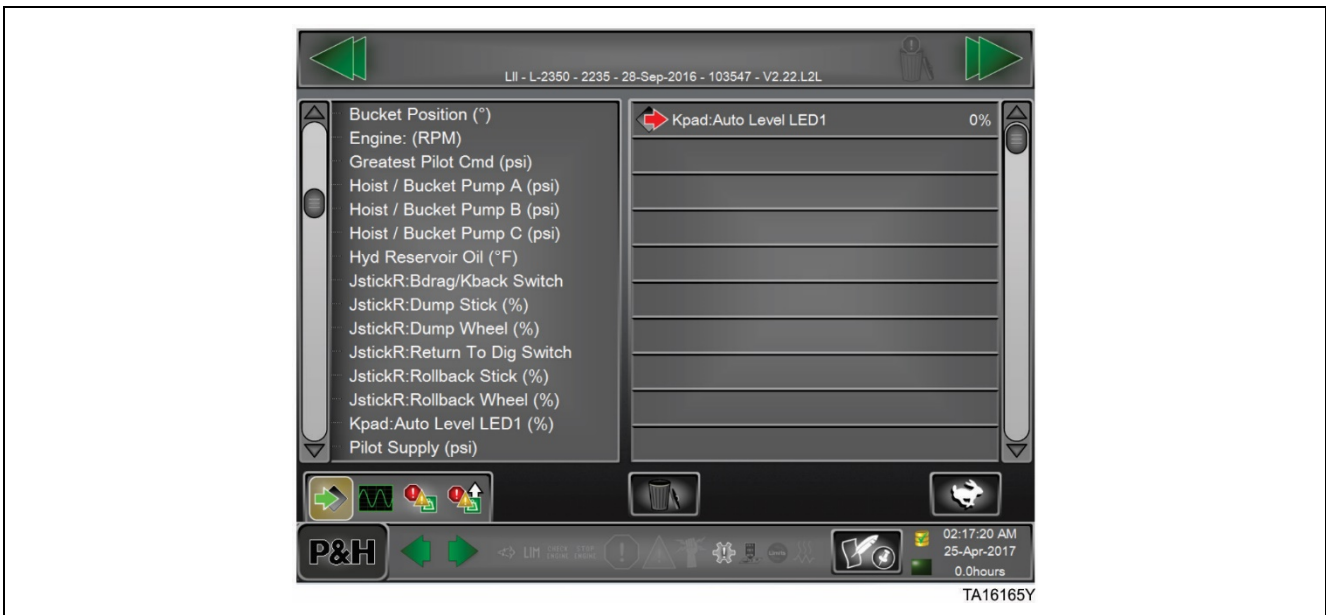 LII - L-2350 - 2235 - 28-Sep-2016 - 103547 - V2.22.L2L
Bucket Position (°)
Engine: (RPM)
Greatest Pilot Cmd (psi)
Hoist / Bucket Pump A (psi)
Hoist / Bucket Pump B (psi)
Hoist / Bucket Pump C (psi)
Hyd Reservoir Oil (°F)
JstickR:Bdrag/Kback Switch
JstickR:Dump Stick (%)
JstickR:Dump Wheel (%)
JstickR:Return To Dig Switch
JstickR:Rollback Stick (%)
JstickR:Rollback Wheel (%)
Kpad:Auto Level LED1 (%)
Pilot Supply (psi)
Kpad:Auto Level LED1 0%
P&H
LIM CHECK ENGINE STOP ENGINE
02:17:20 AM
25-Apr-2017
0.0hours
TA16165Y